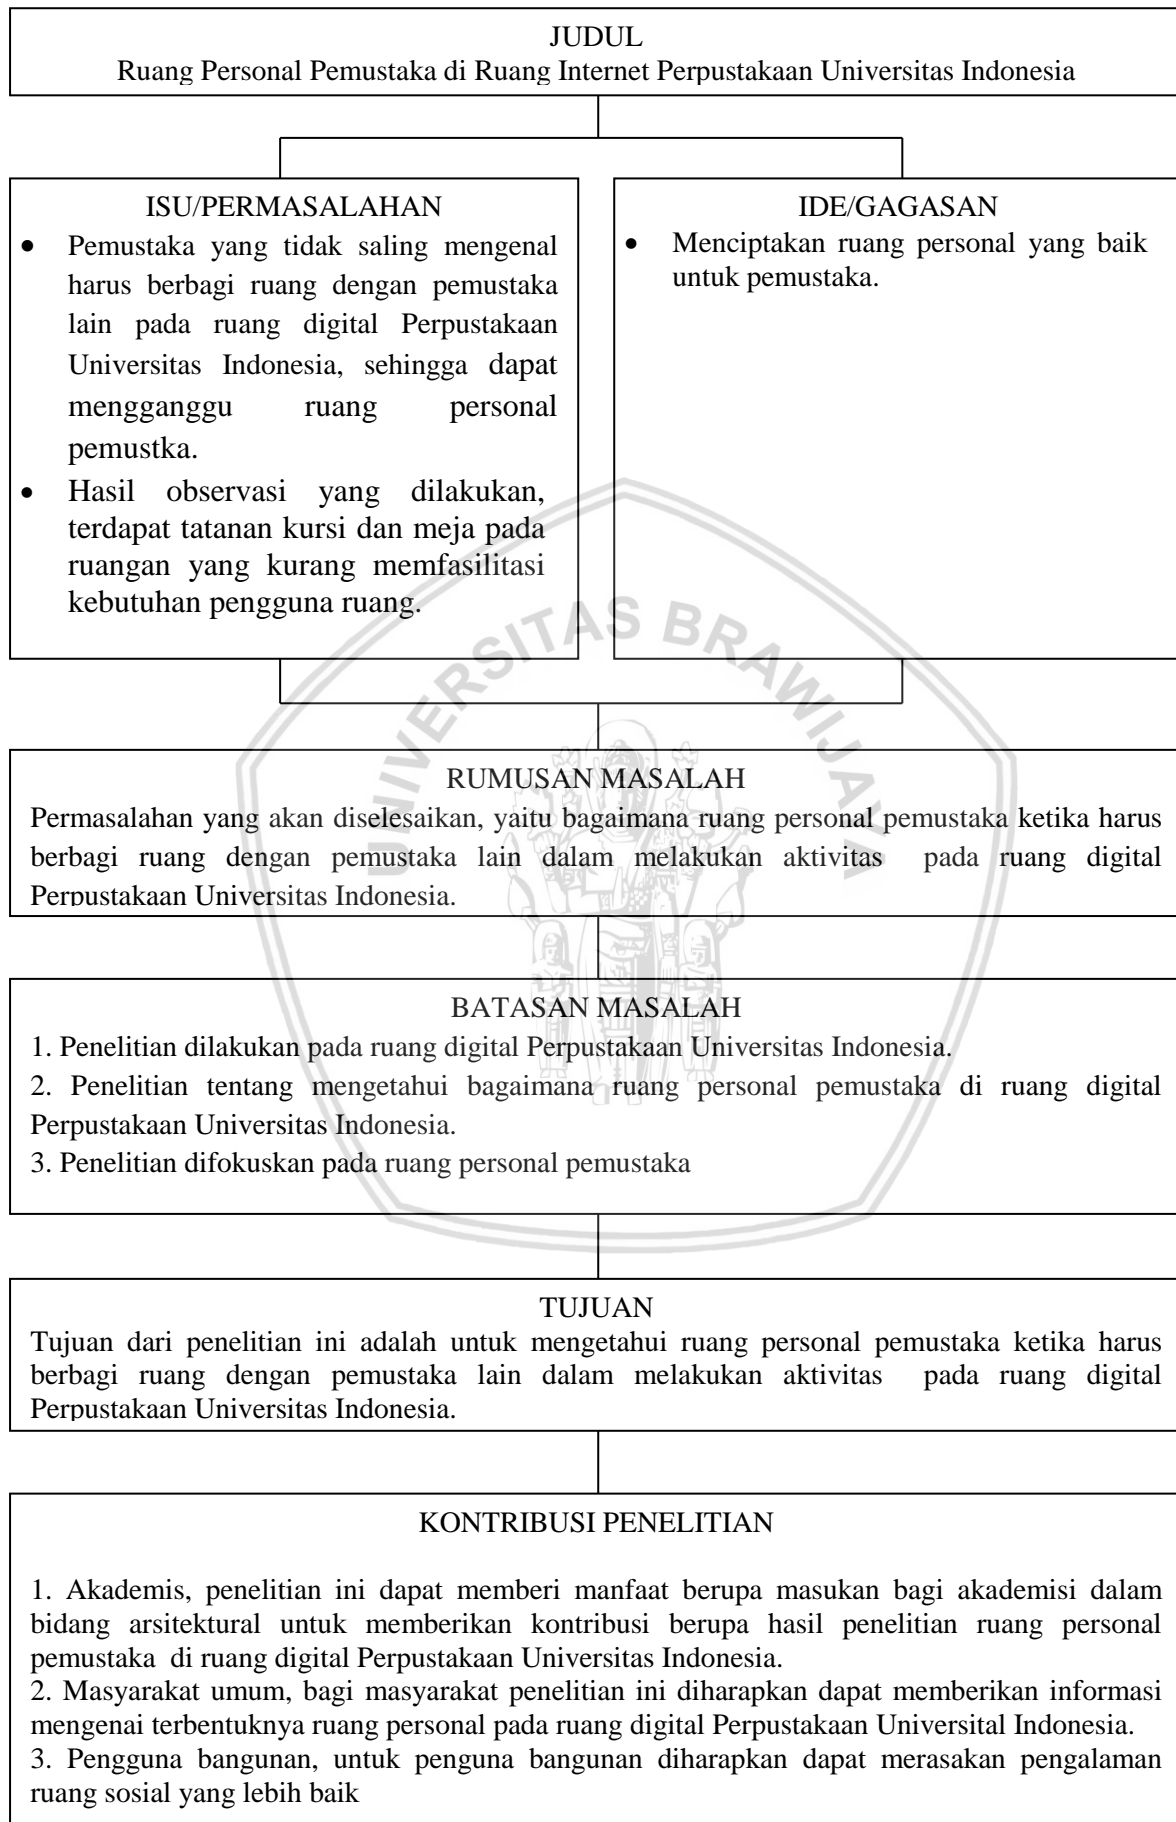 JUDUL
Ruang Personal Pemustaka di Ruang Internet Perpustakaan Universitas Indonesia
ISU/PERMASALAHAN
• Pemustaka yang tidak saling mengenal
harus berbagi ruang dengan pemustaka
lain pada ruang digital Perpustakaan
Universitas Indonesia, sehingga dapat
mengganggu ruang personal
pemustka.
• Hasil observasi yang dilakukan,
terdapat tatanan kursi dan meja pada
ruangan yang kurang memfasilitasi
kebutuhan pengguna ruang.
IDE/GAGASAN
• Menciptakan ruang personal yang baik
untuk pemustaka.
UNIVERSITAS BRAWIJAYA
RUMUSAN MASALAH
Permasalahan yang akan diselesaikan, yaitu bagaimana ruang personal pemustaka ketika harus
berbagi ruang dengan pemustaka lain dalam melakukan aktivitas pada ruang digital
Perpustakaan Universitas Indonesia.
BATASAN MASALAH
1. Penelitian dilakukan pada ruang digital Perpustakaan Universitas Indonesia.
2. Penelitian tentang mengetahui bagaimana ruang personal pemustaka di ruang digital
Perpustakaan Universitas Indonesia.
3. Penelitian difokuskan pada ruang personal pemustaka
TUJUAN
Tujuan dari penelitian ini adalah untuk mengetahui ruang personal pemustaka ketika harus
berbagi ruang dengan pemustaka lain dalam melakukan aktivitas pada ruang digital
Perpustakaan Universitas Indonesia.
KONTRIBUSI PENELITIAN
1. Akademis, penelitian ini dapat memberi manfaat berupa masukan bagi akademisi dalam
bidang arsitektural untuk memberikan kontribusi berupa hasil penelitian ruang personal
pemustaka di ruang digital Perpustakaan Universitas Indonesia.
2. Masyarakat umum, bagi masyarakat penelitian ini diharapkan dapat memberikan informasi
mengenai terbentuknya ruang personal pada ruang digital Perpustakaan Universital Indonesia.
3. Pengguna bangunan, untuk penguna bangunan diharapkan dapat merasakan pengalaman
ruang sosial yang lebih baik